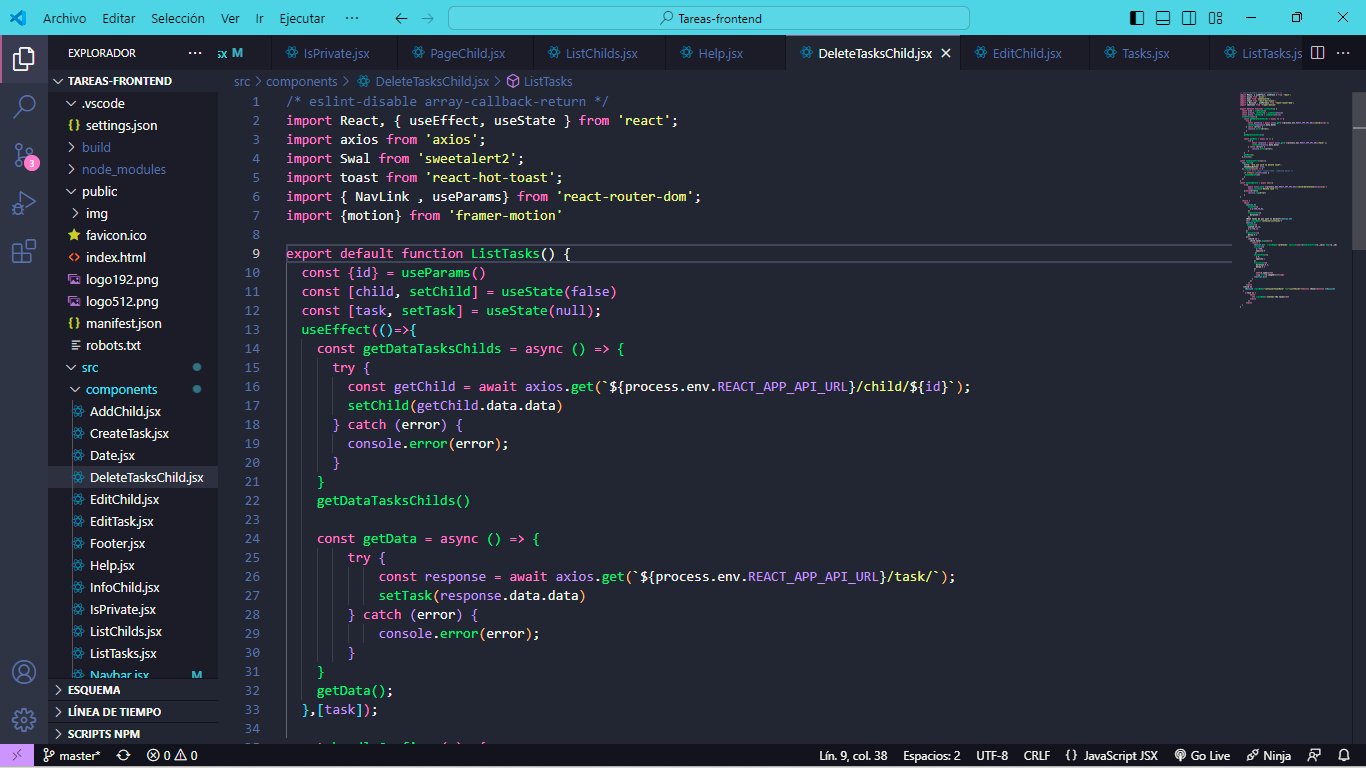 Archivo Editar Selección Ver Ir Ejecutar ··· Tareas-frontend
EXPLORADOR ···
sx M IsPrivate.jsx PageChild.jsx ListChilds.jsx Help.jsx DeleteTasksChild.jsx EditChild.jsx Tasks.jsx ListTasks.js ···
src > components > DeleteTasksChild.jsx > ListTasks
TAREAS-FRONTEND
.vscode
settings.json
build
node_modules
public
img
favicon.ico
index.html
logo192.png
logo512.png
manifest.json
robots.txt
src
components
AddChild.jsx
CreateTask.jsx
Date.jsx
DeleteTasksChild.jsx
EditChild.jsx
EditTask.jsx
Footer.jsx
Help.jsx
InfoChild.jsx
IsPrivate.jsx
ListChilds.jsx
ListTasks.jsx
Navbar.jsx M
ESQUEMA
LÍNEA DE TIEMPO
SCRIPTS NPM
3
1 /* eslint-disable array-callback-return */
2 import React, { useEffect, useState } from 'react';
3 import axios from 'axios';
4 import Swal from 'sweetalert2';
5 import toast from 'react-hot-toast';
6 import { NavLink , useParams} from 'react-router-dom';
7 import {motion} from 'framer-motion'
8
9 export default function ListTasks() {
10 const {id} = useParams()
11 const [child, setChild] = useState(false)
12 const [task, setTask] = useState(null);
13 useEffect(()=>{
14 const getDataTasksChilds = async () => {
15 try {
16 const getChild = await axios.get(`${process.env.REACT_APP_API_URL}/child/${id}`);
17 setChild(getChild.data.data)
18 } catch (error) {
19 console.error(error);
20 }
21 }
22 getDataTasksChilds()
23
24 const getData = async () => {
25 try {
26 const response = await axios.get(`${process.env.REACT_APP_API_URL}/task/`);
27 setTask(response.data.data)
28 } catch (error) {
29 console.error(error);
30 }
31 }
32 getData();
33 },[task]);
34
master* 0 0 Lín. 9, col. 38 Espacios: 2 UTF-8 CRLF {} JavaScript JSX Go Live Ninja